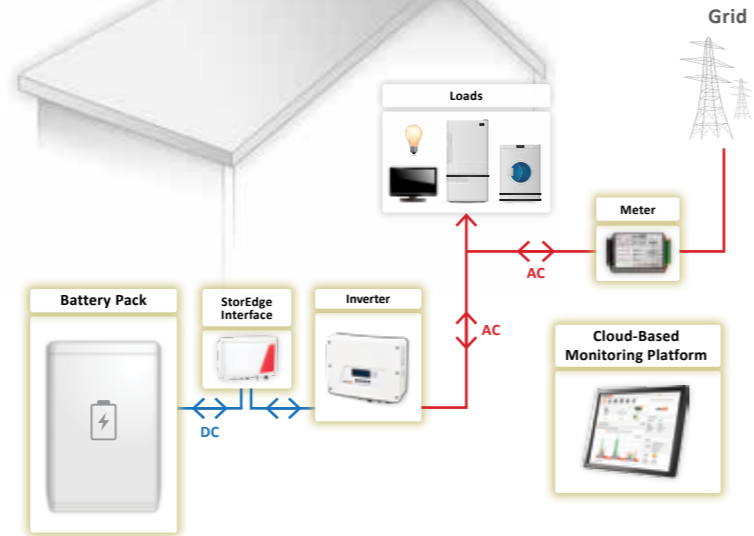 Grid
Loads
Meter
AC
Battery Pack
StorEdge
Interface
Inverter
AC
Cloud-Based
Monitoring Platform
DC